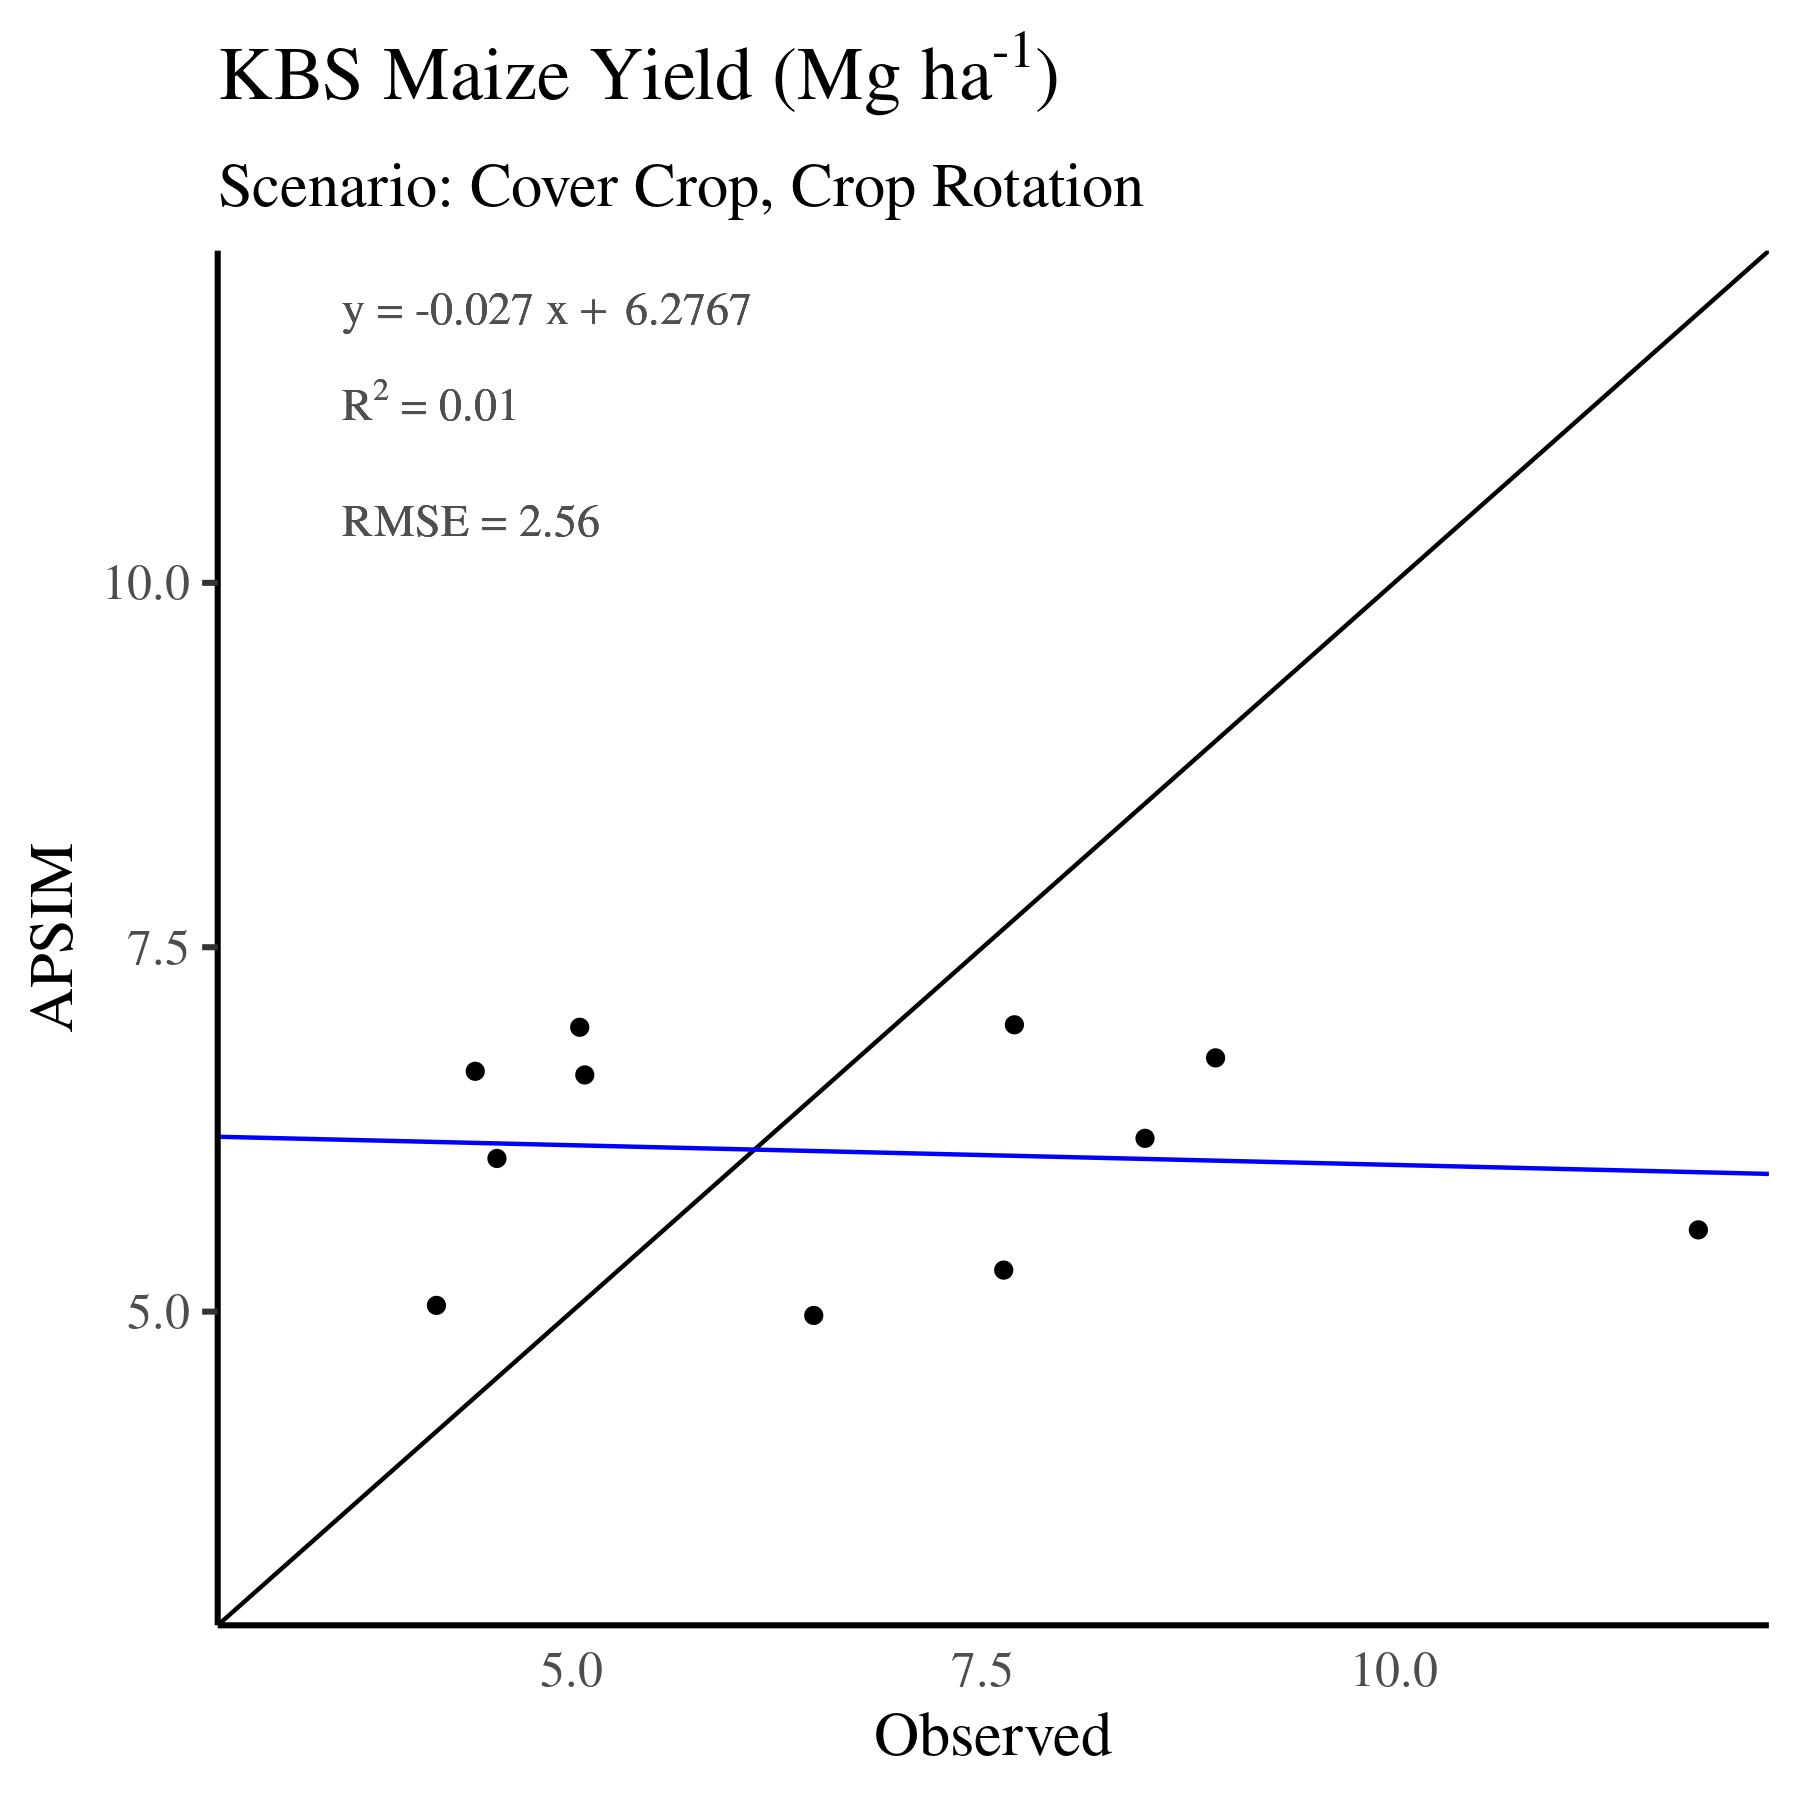 KBS Maize Yield (Mg ha⁻¹)
Scenario: Cover Crop, Crop Rotation
y = -0.027 x + 6.2767
R² = 0.01
RMSE = 2.56
10.0
7.5
5.0
APSIM
5.0 7.5 10.0
Observed